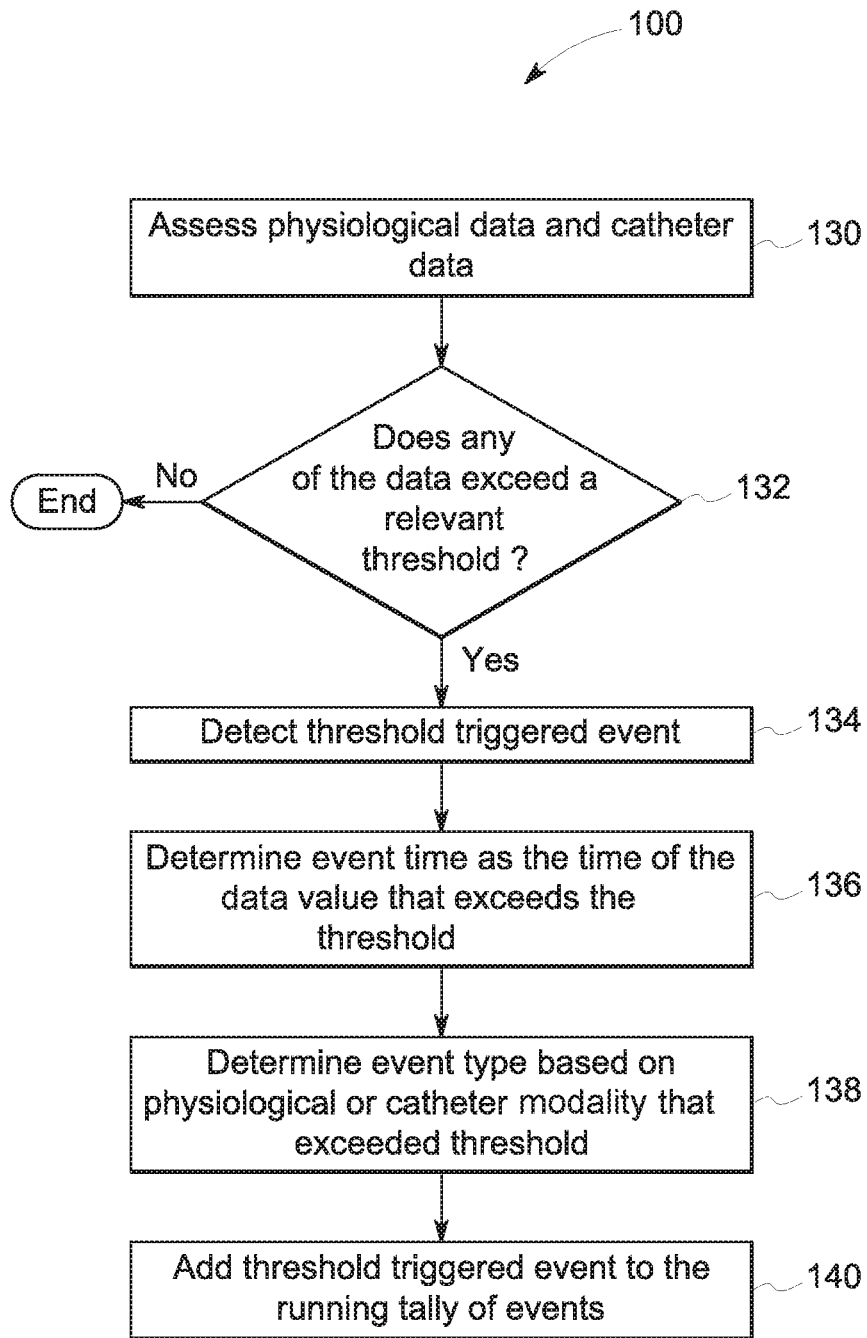 100
Assess physiological data and catheter
data
130
Does any
of the data exceed a
relevant
threshold ?
132
No
End
Yes
Detect threshold triggered event
134
Determine event time as the time of the
data value that exceeds the
threshold
136
Determine event type based on
physiological or catheter modality that
exceeded threshold
138
Add threshold triggered event to the
running tally of events
140